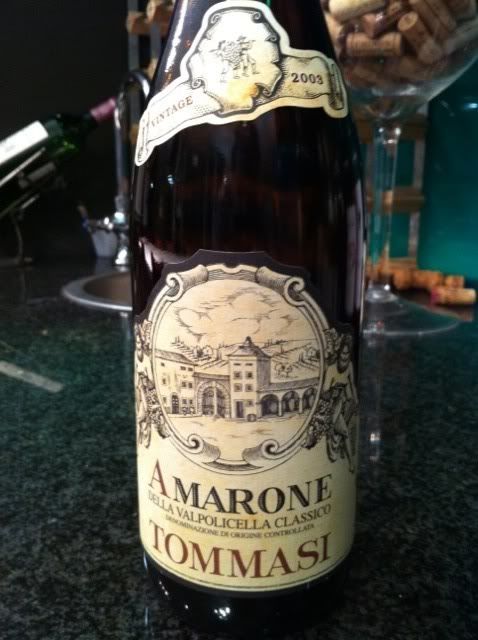 VINTAGE 2003
AMARONE
DELLA VALPOLICELLA CLASSICO
DENOMINAZIONE DI ORIGINE CONTROLLATA
TOMMASI